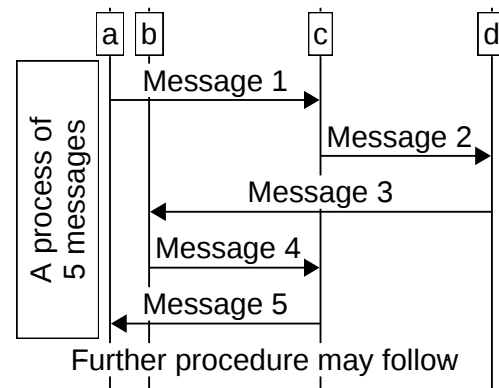 a b c d
Message 1
Message 2
Message 3
Message 4
Message 5
A process of
5 messages
Further procedure may follow